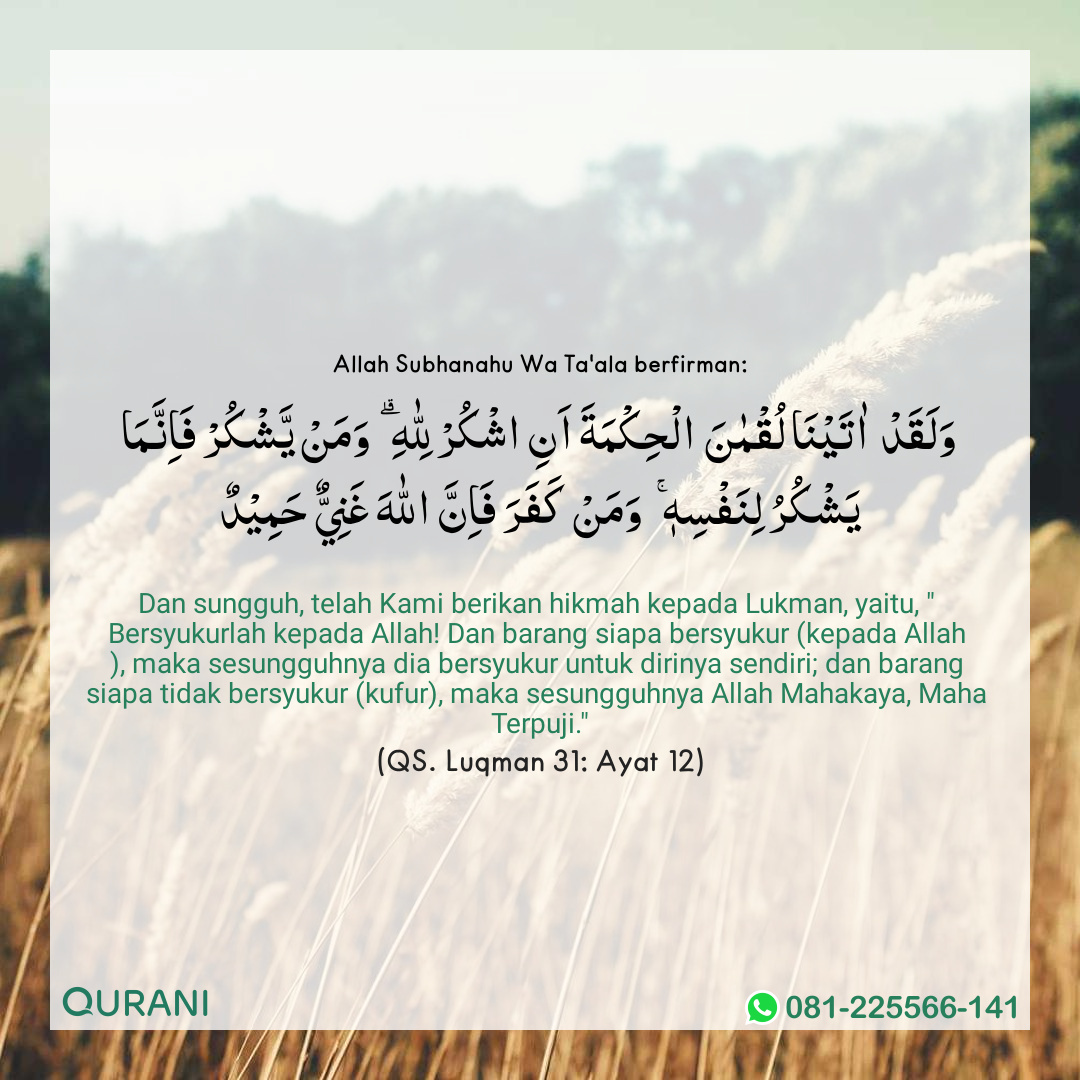 Allah Subhanahu Wa Ta'ala berfirman:
وَلَقَدْ اٰتَيْنَا لُقْمٰنَ الْحِكْمَةَ اَنِ اشْكُرْ لِلّٰهِ ۗ وَمَنْ يَّشْكُرْ فَاِنَّمَا
يَشْكُرُ لِنَفْسِهٖ ۚ وَمَنْ كَفَرَ فَاِنَّ اللّٰهَ غَنِيٌّ حَمِيْدٌ
Dan sungguh, telah Kami berikan hikmah kepada Lukman, yaitu, "
Bersyukurlah kepada Allah! Dan barang siapa bersyukur (kepada Allah
), maka sesungguhnya dia bersyukur untuk dirinya sendiri; dan barang
siapa tidak bersyukur (kufur), maka sesungguhnya Allah Mahakaya, Maha
Terpuji."
(QS. Luqman 31: Ayat 12)
QURANI
081-225566-141